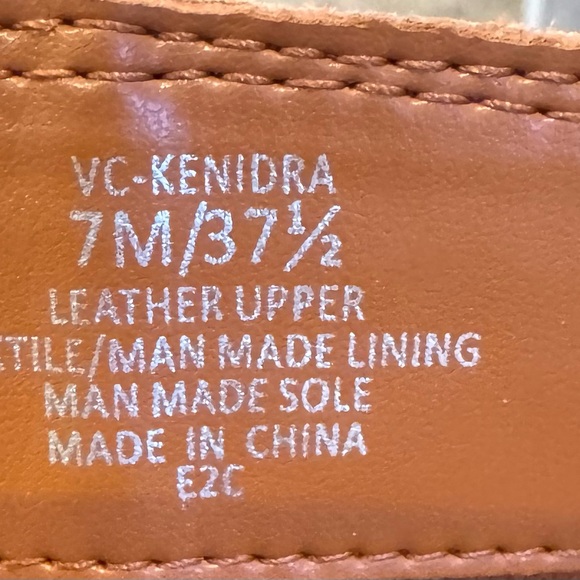 VC-KENIDRA
7M/37½
LEATHER UPPER
TILE/MAN MADE LINING
MAN MADE SOLE
MADE IN CHINA
E2C